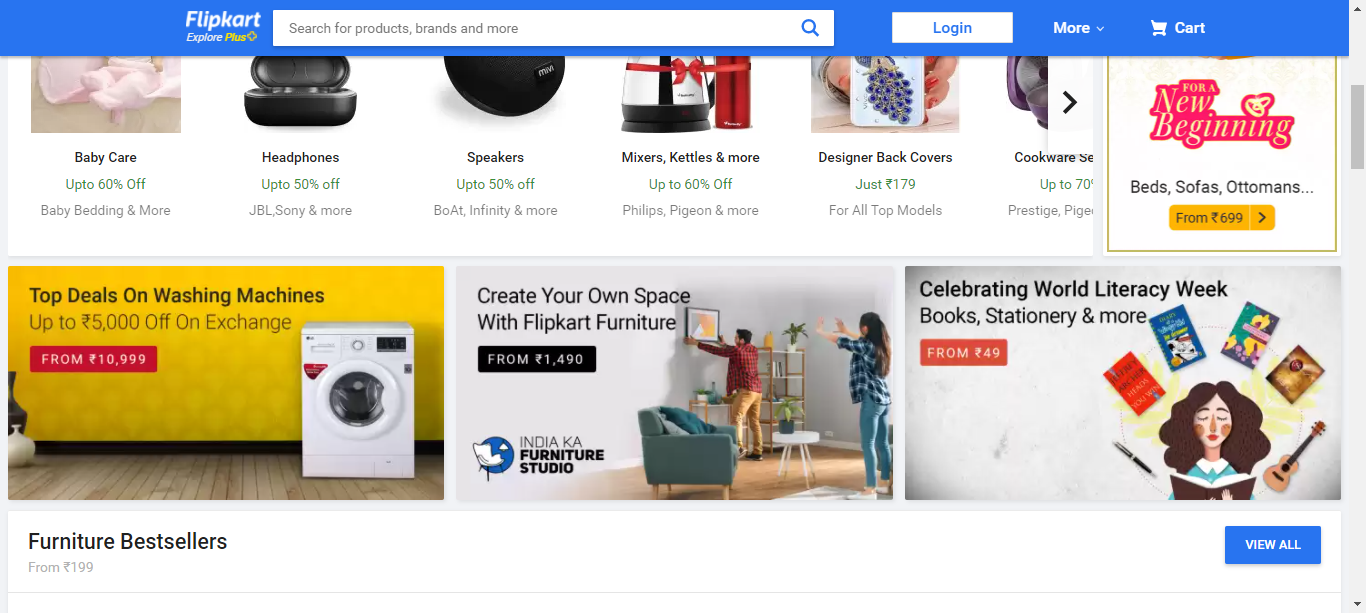 Flipkart
Explore Plus
Search for products, brands and more
Login
More
Cart
mivi
Baby Care
Upto 60% Off
Baby Bedding & More
Headphones
Upto 50% off
JBL,Sony & more
Speakers
Upto 50% off
BoAt, Infinity & more
Mixers, Kettles & more
Up to 60% Off
Philips, Pigeon & more
Designer Back Covers
Just ₹179
For All Top Models
Cookware Se
Up to 70%
Prestige, Pige
FOR A
New
Beginning
Beds, Sofas, Ottomans...
From ₹699
Top Deals On Washing Machines
Up to ₹5,000 Off On Exchange
FROM ₹10,999
Create Your Own Space
With Flipkart Furniture
FROM ₹1,490
INDIA KA
FURNITURE
STUDIO
Celebrating World Literacy Week
Books, Stationery & more
FROM ₹49
HEADS
YOU WIN
Furniture Bestsellers
From ₹199
VIEW ALL